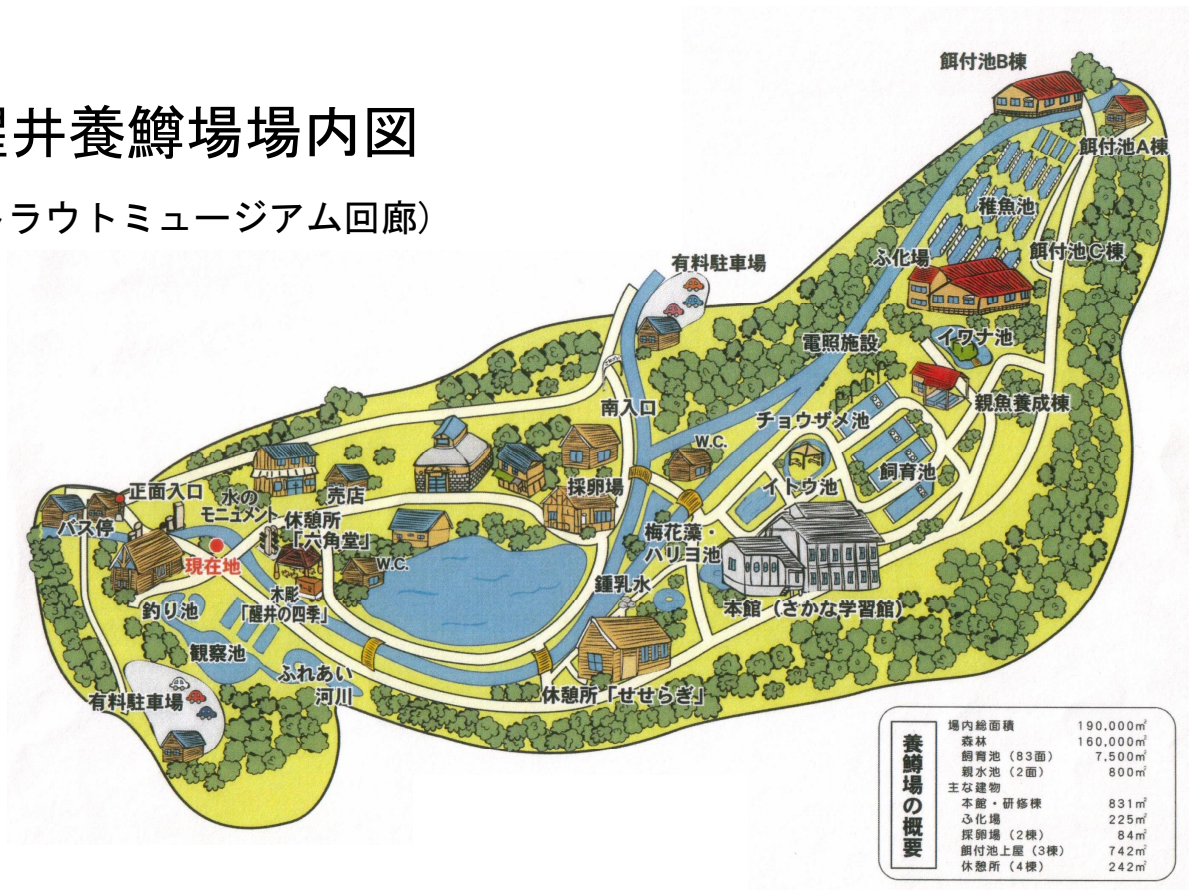 井養鱒場場内図
ラウトミュージアム回廊)
餌付池B棟
餌付池A棟
稚魚池
餌付池C棟
ふ化場
有料駐車場
イワナ池
電照施設
親魚養成棟
南入口
チョウザメ池
W.C.
飼育池
採卵場
イトウ池
正面入口
水の
モニュメント
売店
バス停
休憩所
「六角堂」
梅花藻・
ハリヨ池
現在地
W.C.
鍾乳水
木彫
「醒井の四季」
釣り池
本館(さかな学習館)
観察池
ふれあい
河川
有料駐車場
休憩所「せせらぎ」
養鱒場の概要
場内総面積 190,000㎡
森林 160,000㎡
飼育池(83面) 7,500㎡
親水池(2面) 800㎡
主な建物
本館・研修棟 831㎡
ふ化場 225㎡
採卵場(2棟) 84㎡
餌付池上屋(3棟) 742㎡
休憩所(4棟) 242㎡